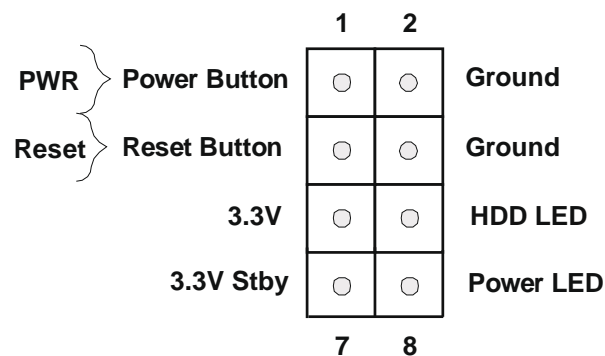 1 2
PWR Power Button Ground
Reset Reset Button Ground
3.3V HDD LED
3.3V Stby Power LED
7 8